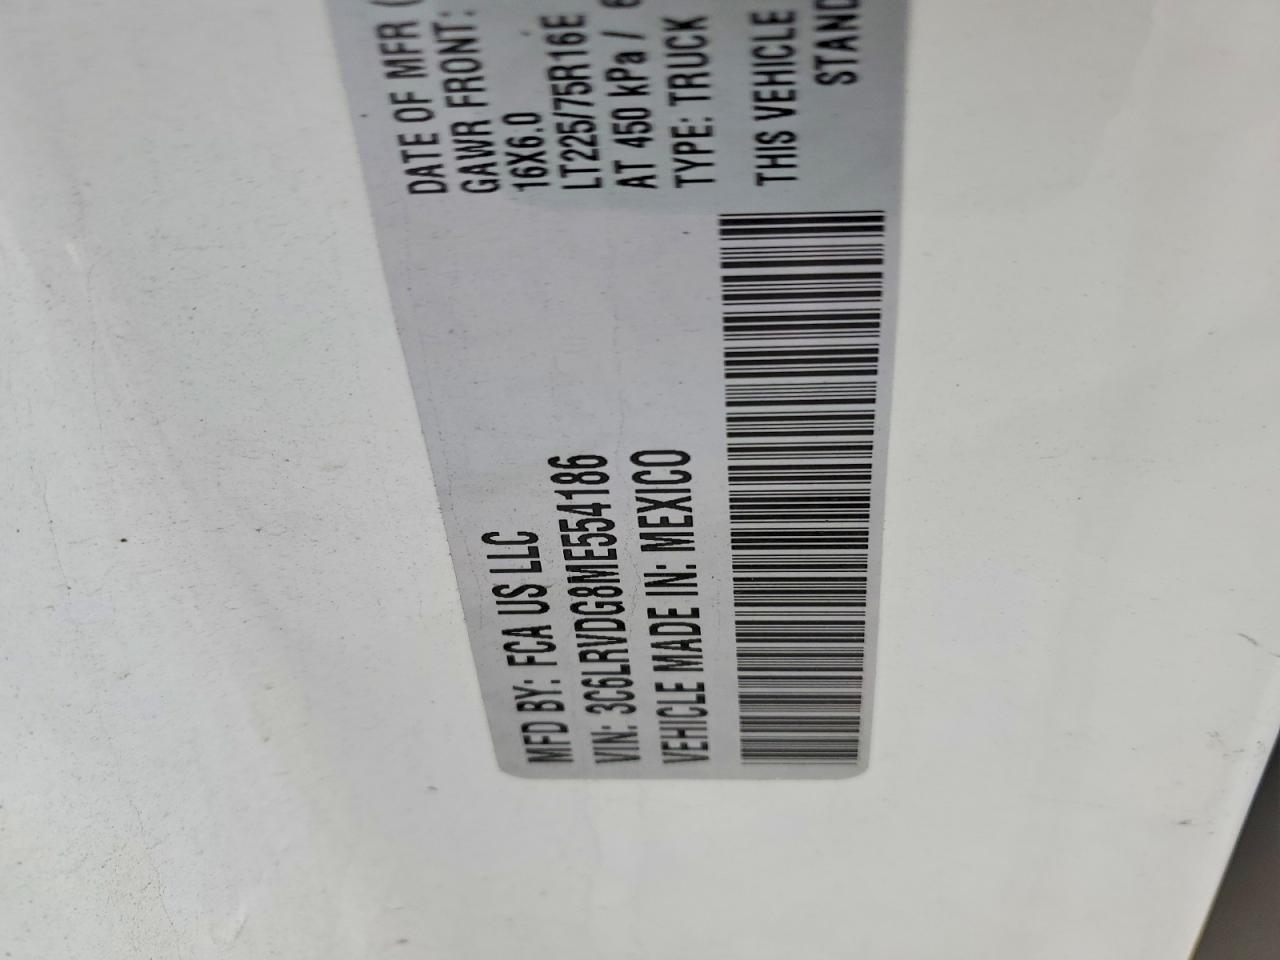 MFD BY: FCA US LLC
VIN: 3C6LRVDG8ME554186
VEHICLE MADE IN: MEXICO
DATE OF MFR (
GAWR FRONT:
16X6.0
LT225/75R16E
AT 450 kPa / 6
TYPE: TRUCK
THIS VEHICLE
STAND